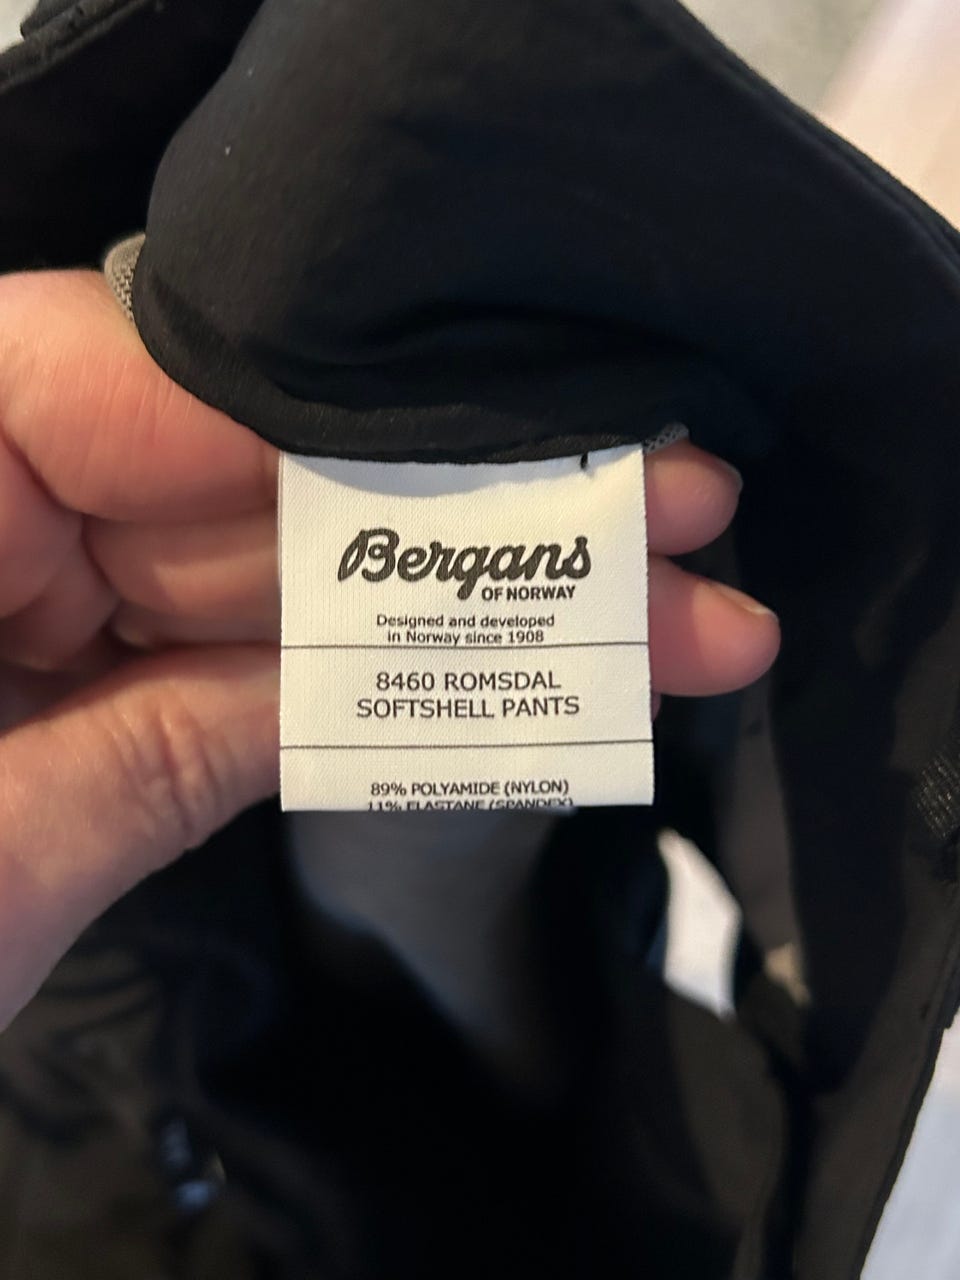 Bergans
OF NORWAY
Designed and developed
in Norway since 1908
8460 ROMSDAL
SOFTSHELL PANTS
89% POLYAMIDE (NYLON)
11% ELASTANE (SPANDEX)